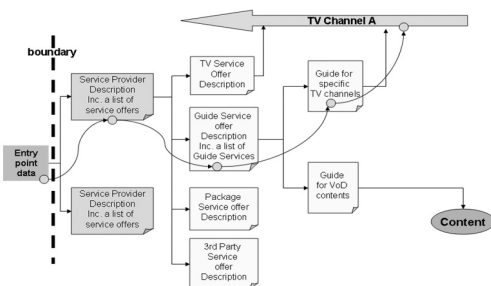 TV Channel A
boundary
Service Provider
Description
Inc. a list of
service offers
TV Service
Offer
Description
Guide for
specific
TV channels
Guide Service
offer
Description
Inc. a list of
Guide Services
Entry
point
data
Service Provider
Description
Inc. a list of
service offers
Package
Service offer
Description
Guide
for VoD
contents
Content
3rd Party
Service
offer
Description